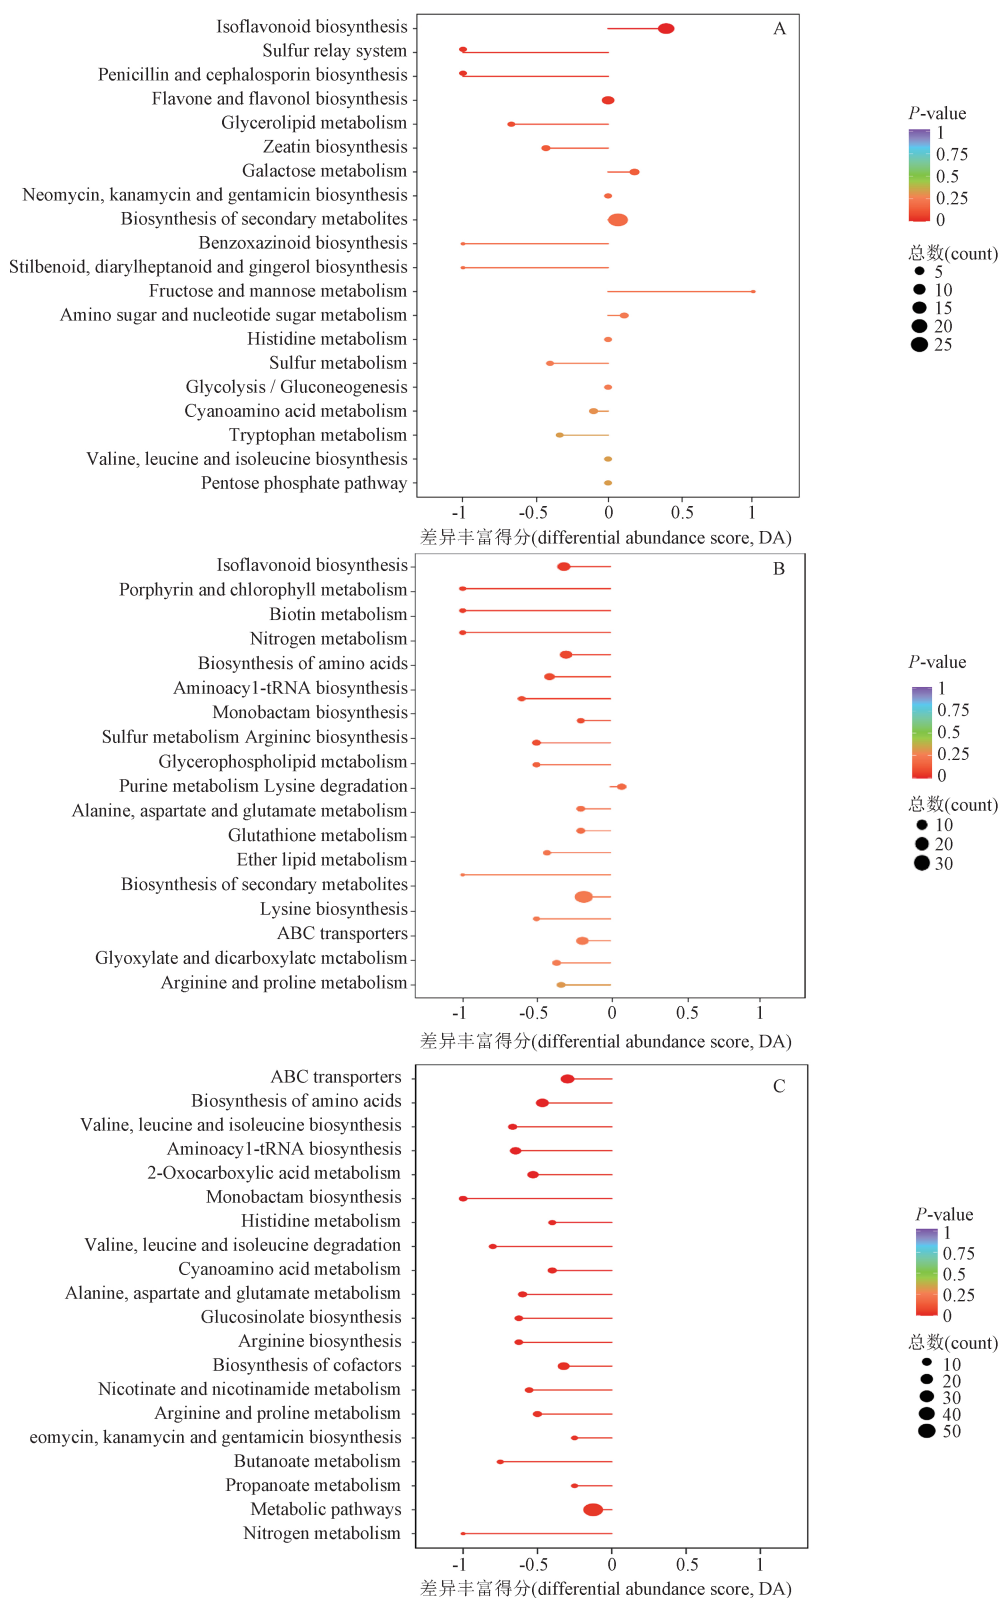 A
Isoflavonoid biosynthesis
Sulfur relay system
Penicillin and cephalosporin biosynthesis
Flavone and flavonol biosynthesis
Glycerolipid metabolism
Zeatin biosynthesis
Galactose metabolism
Neomycin, kanamycin and gentamicin biosynthesis
Biosynthesis of secondary metabolites
Benzoxazinoid biosynthesis
Stilbenoid, diarylheptanoid and gingerol biosynthesis
Fructose and mannose metabolism
Amino sugar and nucleotide sugar metabolism
Histidine metabolism
Sulfur metabolism
Glycolysis / Gluconeogenesis
Cyanoamino acid metabolism
Tryptophan metabolism
Valine, leucine and isoleucine biosynthesis
Pentose phosphate pathway
-1 -0.5 0 0.5 1
差异丰富得分(differential abundance score, DA)
P-value
1
0.75
0.5
0.25
0
总数(count)
5
10
15
20
25
B
Isoflavonoid biosynthesis
Porphyrin and chlorophyll metabolism
Biotin metabolism
Nitrogen metabolism
Biosynthesis of amino acids
Aminoacy1-tRNA biosynthesis
Monobactam biosynthesis
Sulfur metabolism Argininc biosynthesis
Glycerophospholipid mctabolism
Purine metabolism Lysine degradation
Alanine, aspartate and glutamate metabolism
Glutathione metabolism
Ether lipid metabolism
Biosynthesis of secondary metabolites
Lysine biosynthesis
ABC transporters
Glyoxylate and dicarboxylatc mctabolism
Arginine and proline metabolism
-1 -0.5 0 0.5 1
差异丰富得分(differential abundance score, DA)
P-value
1
0.75
0.5
0.25
0
总数(count)
10
20
30
C
ABC transporters
Biosynthesis of amino acids
Valine, leucine and isoleucine biosynthesis
Aminoacy1-tRNA biosynthesis
2-Oxocarboxylic acid metabolism
Monobactam biosynthesis
Histidine metabolism
Valine, leucine and isoleucine degradation
Cyanoamino acid metabolism
Alanine, aspartate and glutamate metabolism
Glucosinolate biosynthesis
Arginine biosynthesis
Biosynthesis of cofactors
Nicotinate and nicotinamide metabolism
Arginine and proline metabolism
eomycin, kanamycin and gentamicin biosynthesis
Butanoate metabolism
Propanoate metabolism
Metabolic pathways
Nitrogen metabolism
-1 -0.5 0 0.5 1
差异丰富得分(differential abundance score, DA)
P-value
1
0.75
0.5
0.25
0
总数(count)
10
20
30
40
50